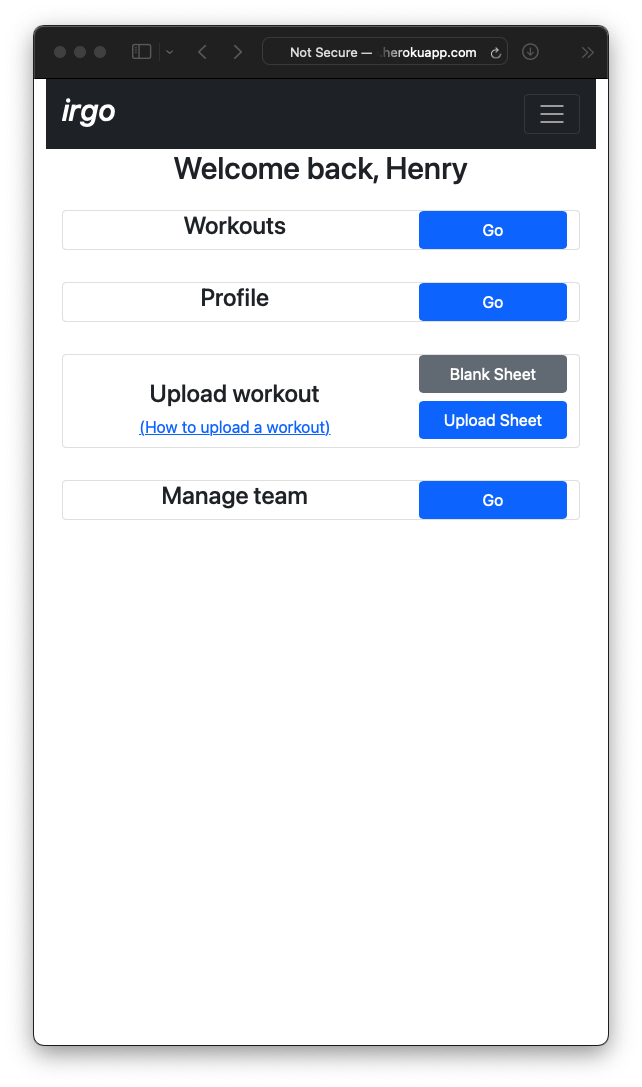 Not Secure — .herokuapp.com
irgo
Welcome back, Henry
Workouts
Go
Profile
Go
Upload workout
(How to upload a workout)
Blank Sheet
Upload Sheet
Manage team
Go